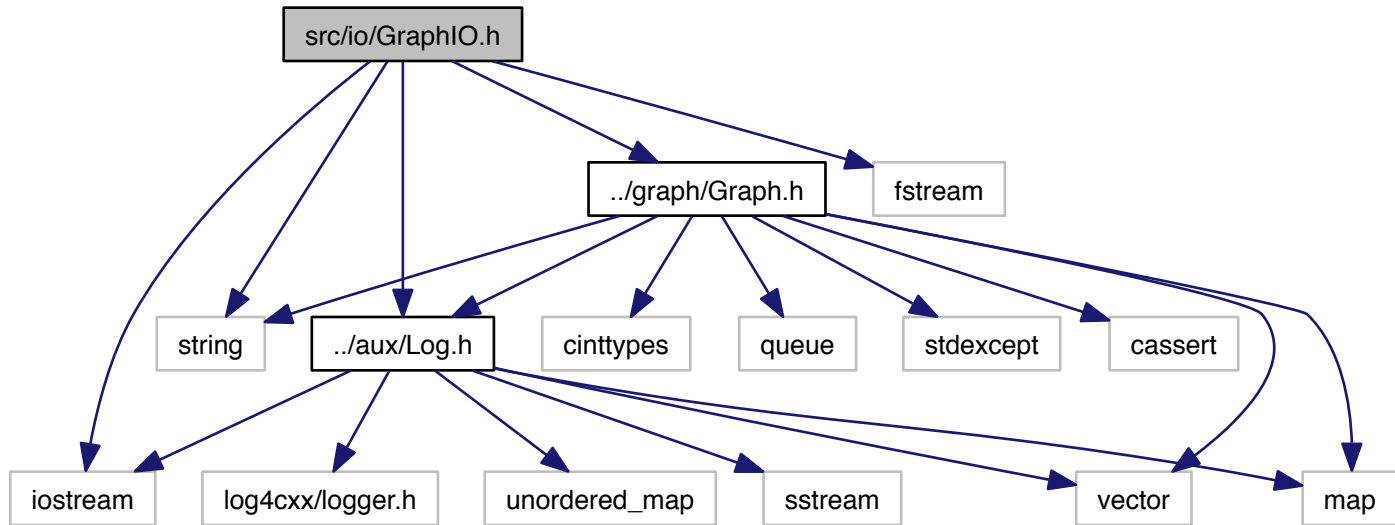 src/io/GraphIO.h
../graph/Graph.h
fstream
string
../aux/Log.h
cinttypes
queue
stdexcept
cassert
iostream
log4cxx/logger.h
unordered_map
sstream
vector
map